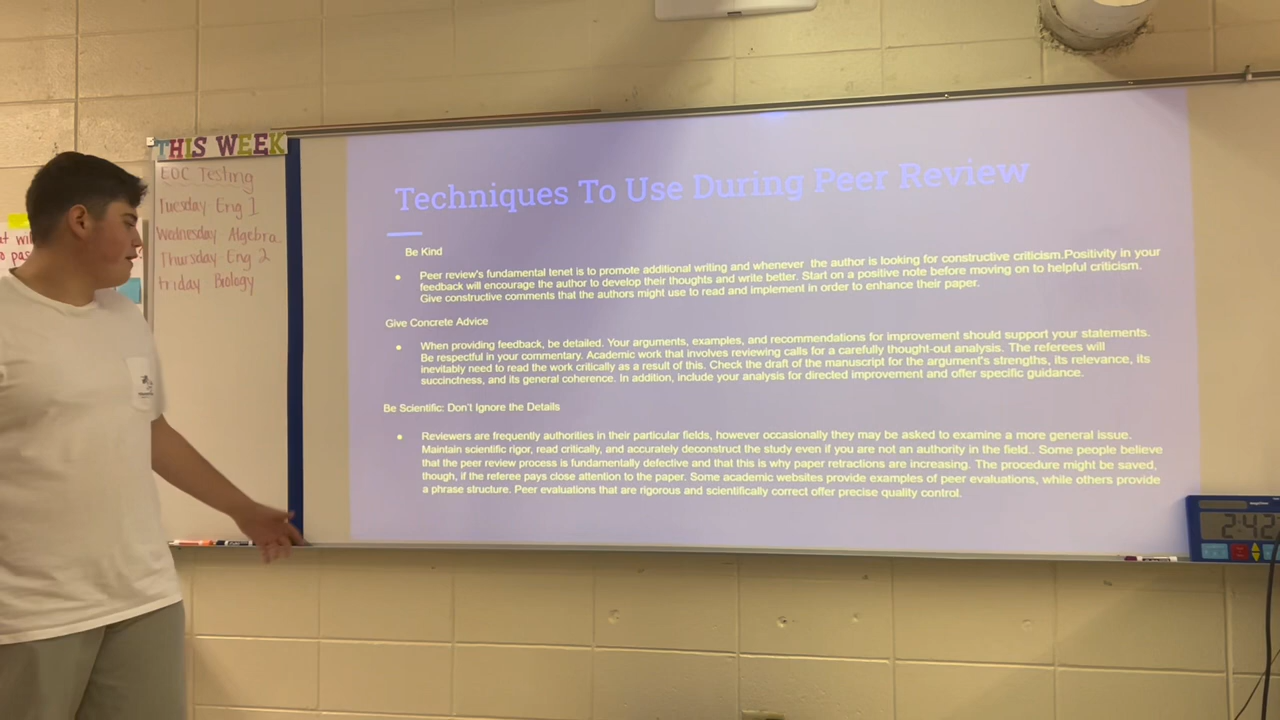 THIS WEEK
EOC Testing
Tuesday Eng 1
Wednesday Algebra
Thursday Eng 2
Friday Biology
Techniques To Use During Peer Review
Be Kind
Peer review's fundamental tenet is to promote additional writing and whenever the author is looking for constructive criticism.Positivity in your
feedback will encourage the author to develop their thoughts and write better. Start on a positive note before moving on to helpful criticism.
Give constructive comments that the authors might use to read and implement in order to enhance their paper.
Give Concrete Advice
When providing feedback, be detailed. Your arguments, examples, and recommendations for improvement should support your statements.
Be respectful in your commentary. Academic work that involves reviewing calls for a carefully thought-out analysis. The referees will
inevitably need to read the work critically as a result of this. Check the draft of the manuscript for the argument's strengths, its relevance, its
succinctness, and its general coherence. In addition, include your analysis for directed improvement and offer specific guidance.
Be Scientific: Don't Ignore the Details
Reviewers are frequently authorities in their particular fields, however occasionally they may be asked to examine a more general issue.
Maintain scientific rigor, read critically, and accurately deconstruct the study even if you are not an authority in the field.. Some people believe
that the peer review process is fundamentally defective and that this is why paper retractions are increasing. The procedure might be saved,
though, if the referee pays close attention to the paper. Some academic websites provide examples of peer evaluations, while others provide
a phrase structure. Peer evaluations that are rigorous and scientifically correct offer precise quality control.
2:42